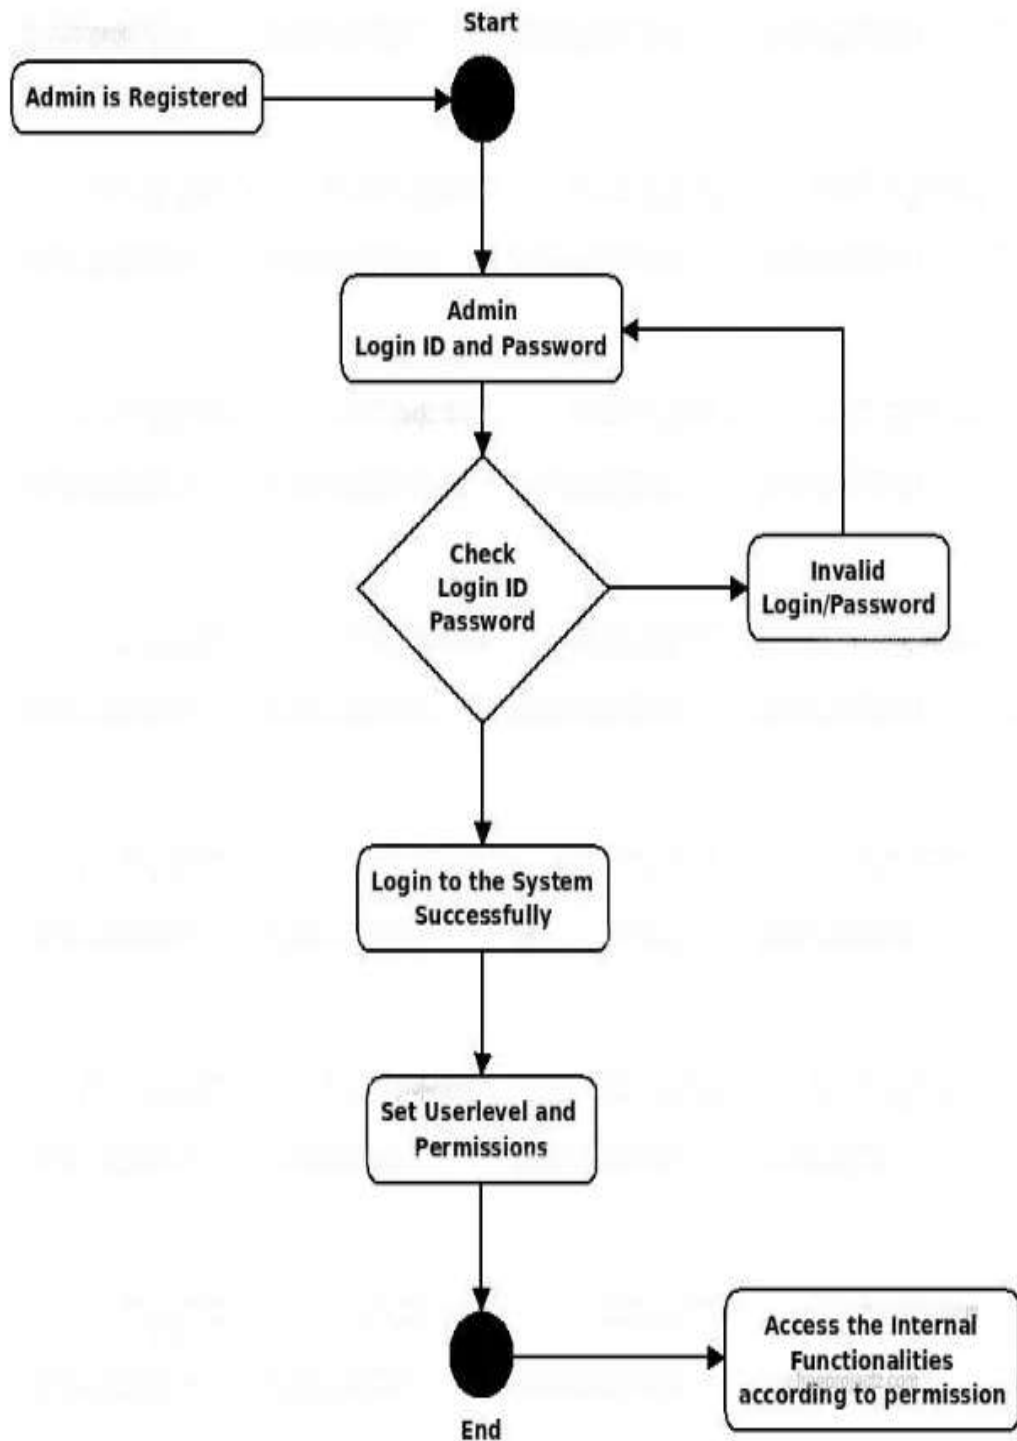 Start
Admin is Registered
Admin
Login ID and Password
Check
Login ID
Password
Invalid
Login/Password
Login to the System
Successfully
Set Userlevel and
Permissions
Access the Internal
Functionalities
according to permission
End